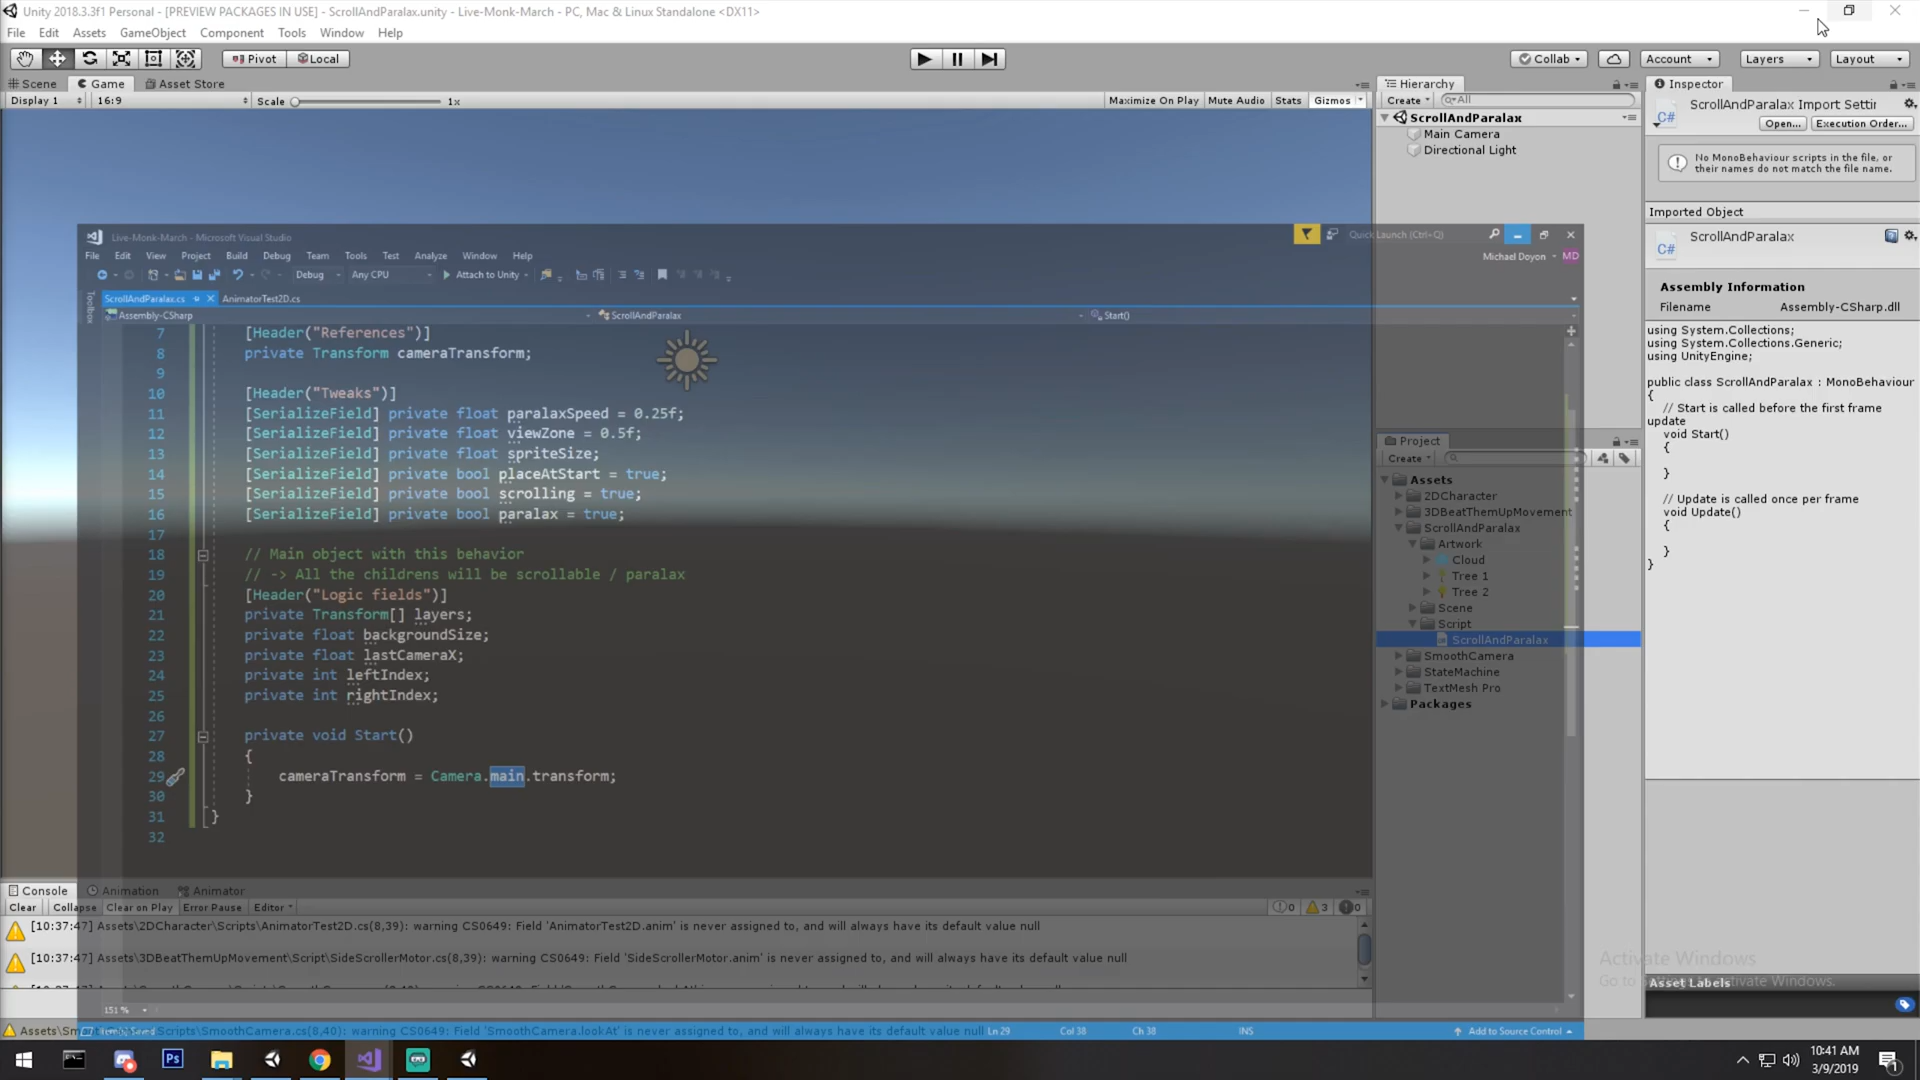 Unity 2018.3.3f1 Personal - [PREVIEW PACKAGES IN USE] - ScrollAndParalax.unity - Live-Monk-March - PC, Mac & Linux Standalone <DX11>
File Edit Assets GameObject Component Tools Window Help
Pivot Local Collab Account Layers Layout
Scene Game Asset Store
Display 1 16:9 Scale 1x Maximize On Play Mute Audio Stats Gizmos
Hierarchy
Create All
ScrollAndParalax
Main Camera
Directional Light
Inspector
ScrollAndParalax Import Settin
Open... Execution Order...
No MonoBehaviour scripts in the file, or
their names do not match the file name.
Imported Object
ScrollAndParalax
Assembly Information
Filename Assembly-CSharp.dll
using System.Collections;
using System.Collections.Generic;
using UnityEngine;
public class ScrollAndParalax : MonoBehaviour
{
// Start is called before the first frame
update
void Start()
{
}
// Update is called once per frame
void Update()
{
}
}
Live-Monk-March - Microsoft Visual Studio
Quick Launch (Ctrl+Q)
File Edit View Project Build Debug Team Tools Test Analyze Window Help
Michael Doyon MD
Debug Any CPU Attach to Unity
Toolbox
ScrollAndParalax.cs AnimatorTest2D.cs
Assembly-CSharp ScrollAndParalax Start()
7 [Header("References")]
8 private Transform cameraTransform;
9
10 [Header("Tweaks")]
11 [SerializeField] private float paralaxSpeed = 0.25f;
12 [SerializeField] private float viewZone = 0.5f;
13 [SerializeField] private float spriteSize;
14 [SerializeField] private bool placeAtStart = true;
15 [SerializeField] private bool scrolling = true;
16 [SerializeField] private bool paralax = true;
17
18 // Main object with this behavior
19 // -> All the childrens will be scrollable / paralax
20 [Header("Logic fields")]
21 private Transform[] layers;
22 private float backgroundSize;
23 private float lastCameraX;
24 private int leftIndex;
25 private int rightIndex;
26
27 private void Start()
28 {
29 cameraTransform = Camera.main.transform;
30 }
31 }
32
151 %
Ln 29 Col 38 Ch 38 INS Add to Source Control
Project
Create
Assets
2DCharacter
3DBeatThemUpMovement
ScrollAndParalax
Artwork
Cloud
Tree 1
Tree 2
Scene
Script
ScrollAndParalax
SmoothCamera
StateMachine
TextMesh Pro
Packages
Console Animation Animator
Clear Collapse Clear on Play Error Pause Editor 0 3 0
[10:37:47] Assets\2DCharacter\Scripts\AnimatorTest2D.cs(8,39): warning CS0649: Field 'AnimatorTest2D.anim' is never assigned to, and will always have its default value null
[10:37:47] Assets\3DBeatThemUpMovement\Script\SideScrollerMotor.cs(8,39): warning CS0649: Field 'SideScrollerMotor.anim' is never assigned to, and will always have its default value null
Scripts\SmoothCamera.cs(8,40): warning CS0649: Field 'SmoothCamera.lookAt' is never assigned to, and will always have its default value null
Activate Windows
Go to Settings to activate Windows.
Asset Labels
Ps
10:41 AM
3/9/2019
1